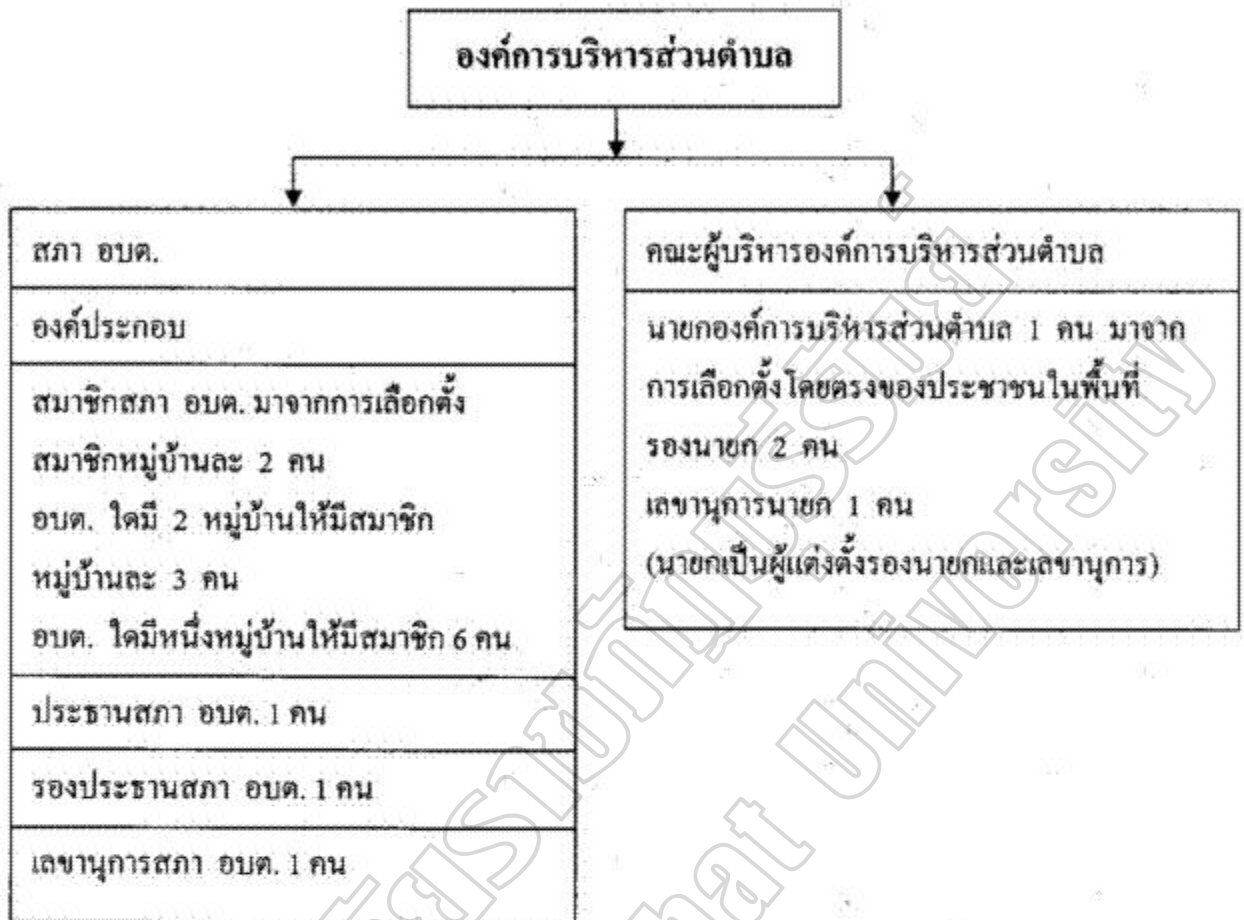 องค์การบริหารส่วนตำบล
สภา อบต.
องค์ประกอบ
สมาชิกสภา อบต. มาจากการเลือกตั้ง
สมาชิกหมู่บ้านละ 2 คน
อบต. ใดมี 2 หมู่บ้านให้มีสมาชิก
หมู่บ้านละ 3 คน
อบต. ใดมีหนึ่งหมู่บ้านให้มีสมาชิก 6 คน
ประธานสภา อบต. 1 คน
รองประธานสภา อบต. 1 คน
เลขานุการสภา อบต. 1 คน
คณะผู้บริหารองค์การบริหารส่วนตำบล
นายกองค์การบริหารส่วนตำบล 1 คน มาจาก
การเลือกตั้งโดยตรงของประชาชนในพื้นที่
รองนายก 2 คน
เลขานุการนายก 1 คน
(นายกเป็นผู้แต่งตั้งรองนายกและเลขานุการ)
University